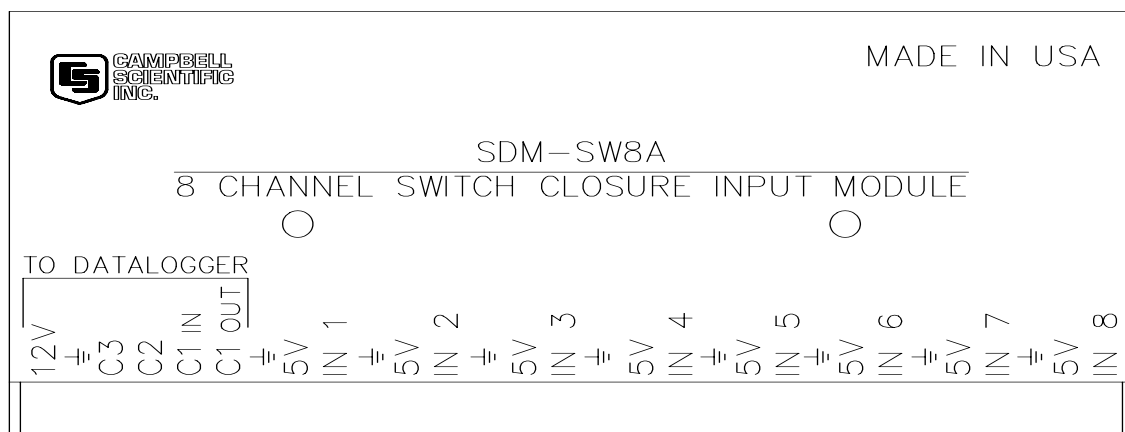 CAMPBELL
SCIENTIFIC
INC.
MADE IN USA
SDM-SW8A
8 CHANNEL SWITCH CLOSURE INPUT MODULE
TO DATALOGGER
12V ⏚ C3 C2 C1 IN C1 OUT ⏚ 5V IN 1 ⏚ 5V IN 2 ⏚ 5V IN 3 ⏚ 5V IN 4 ⏚ 5V IN 5 ⏚ 5V IN 6 ⏚ 5V IN 7 ⏚ 5V IN 8